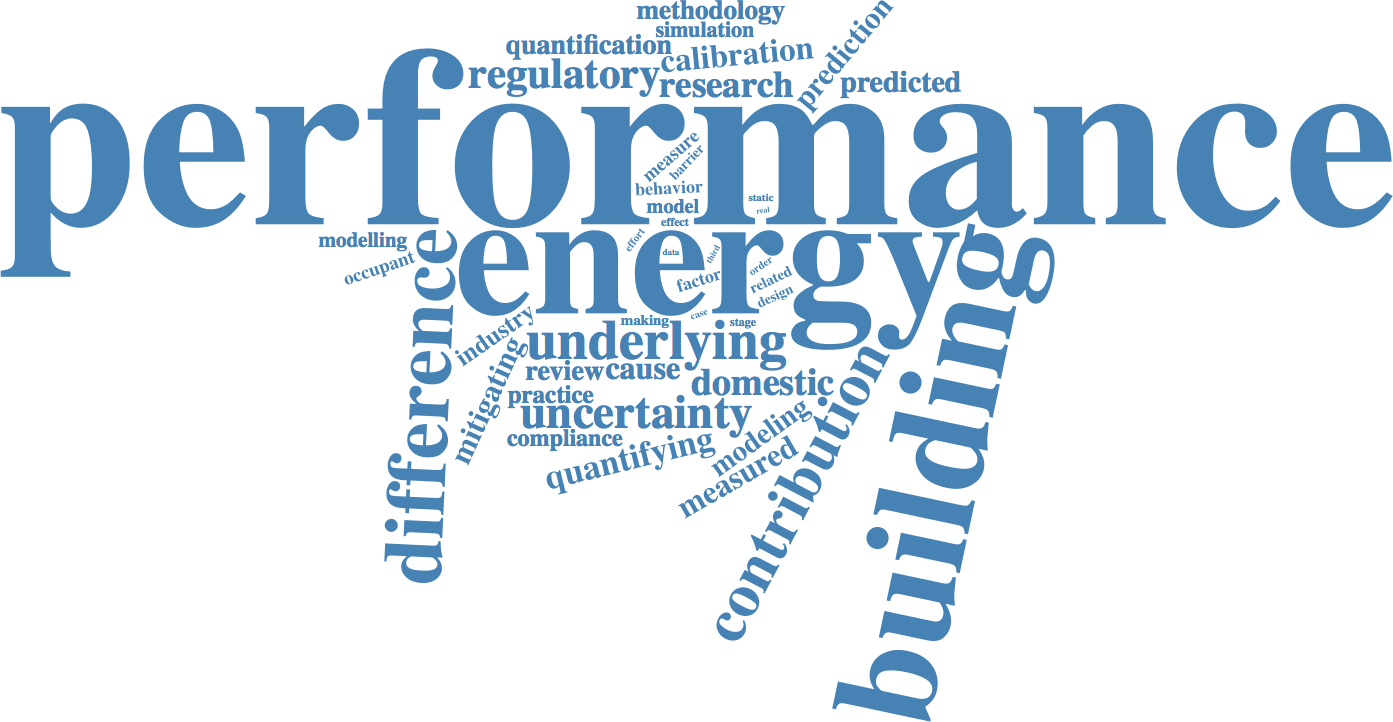 methodology
simulation
prediction
quantification
calibration
regulatory
research
predicted
performance
measure
barrier
behavior
static
model
real
effect
modelling
effort
energy
data
third
occupant
difference
factor
order
related
design
building
industry
making
case
stage
underlying
mitigating
review
cause
domestic
practice
uncertainty
contribution
compliance
quantifying
modeling
measured